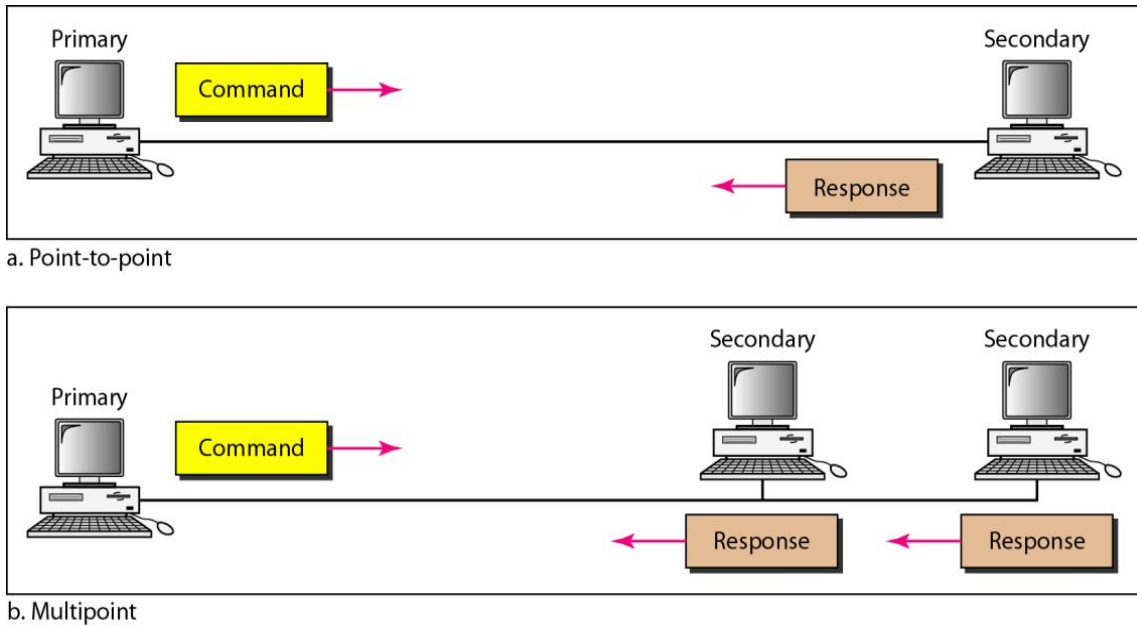 Primary
Secondary
Command
Response
a. Point-to-point
Secondary
Secondary
Primary
Command
Response
Response
b. Multipoint